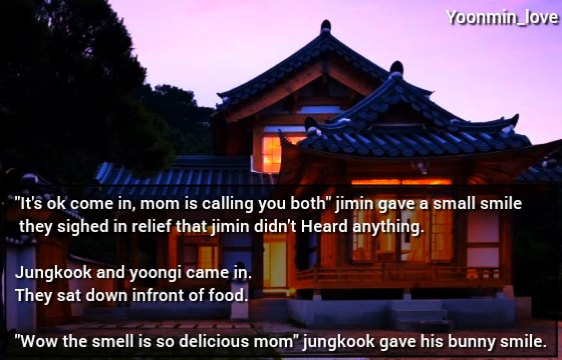 Yoonmin_love
"It's ok come in, mom is calling you both" jimin gave a small smile
they sighed in relief that jimin didn't Heard anything.
Jungkook and yoongi came in.
They sat down infront of food.
"Wow the smell is so delicious mom" jungkook gave his bunny smile.